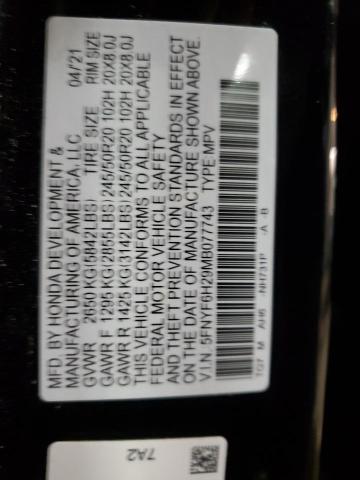 MFD BY HONDA DEVELOPMENT &
MANUFACTURING OF AMERICA, LLC 04/21
GVWR 2650 KG(5842LBS) TIRE SIZE RIM SIZE
GAWR F 1295 KG(2855LBS)245/50R20 102H 20X8.0J
GAWR R 1425 KG(3142LBS)245/50R20 102H 20X8.0J
THIS VEHICLE CONFORMS TO ALL APPLICABLE
FEDERAL MOTOR VEHICLE SAFETY
AND THEFT PREVENTION STANDARDS IN EFFECT
ON THE DATE OF MANUFACTURE SHOWN ABOVE.
V.I.N. 5FNYF6H29MB077743 TYPE MPV
TG7 M AH6 NH731P -A -B
7A2